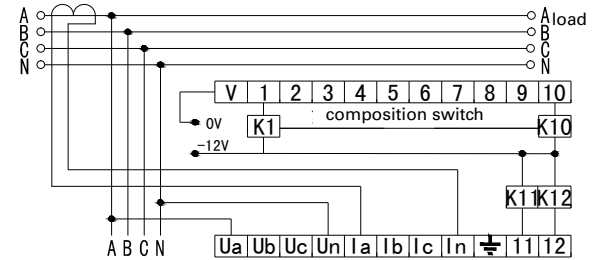 A A load
B B
C C
N N
V 1 2 3 4 5 6 7 8 9 10
0V K1 composition switch K10
-12V
K11 K12
A B C N Ua Ub Uc Un Ia Ib Ic In ⏚ 11 12